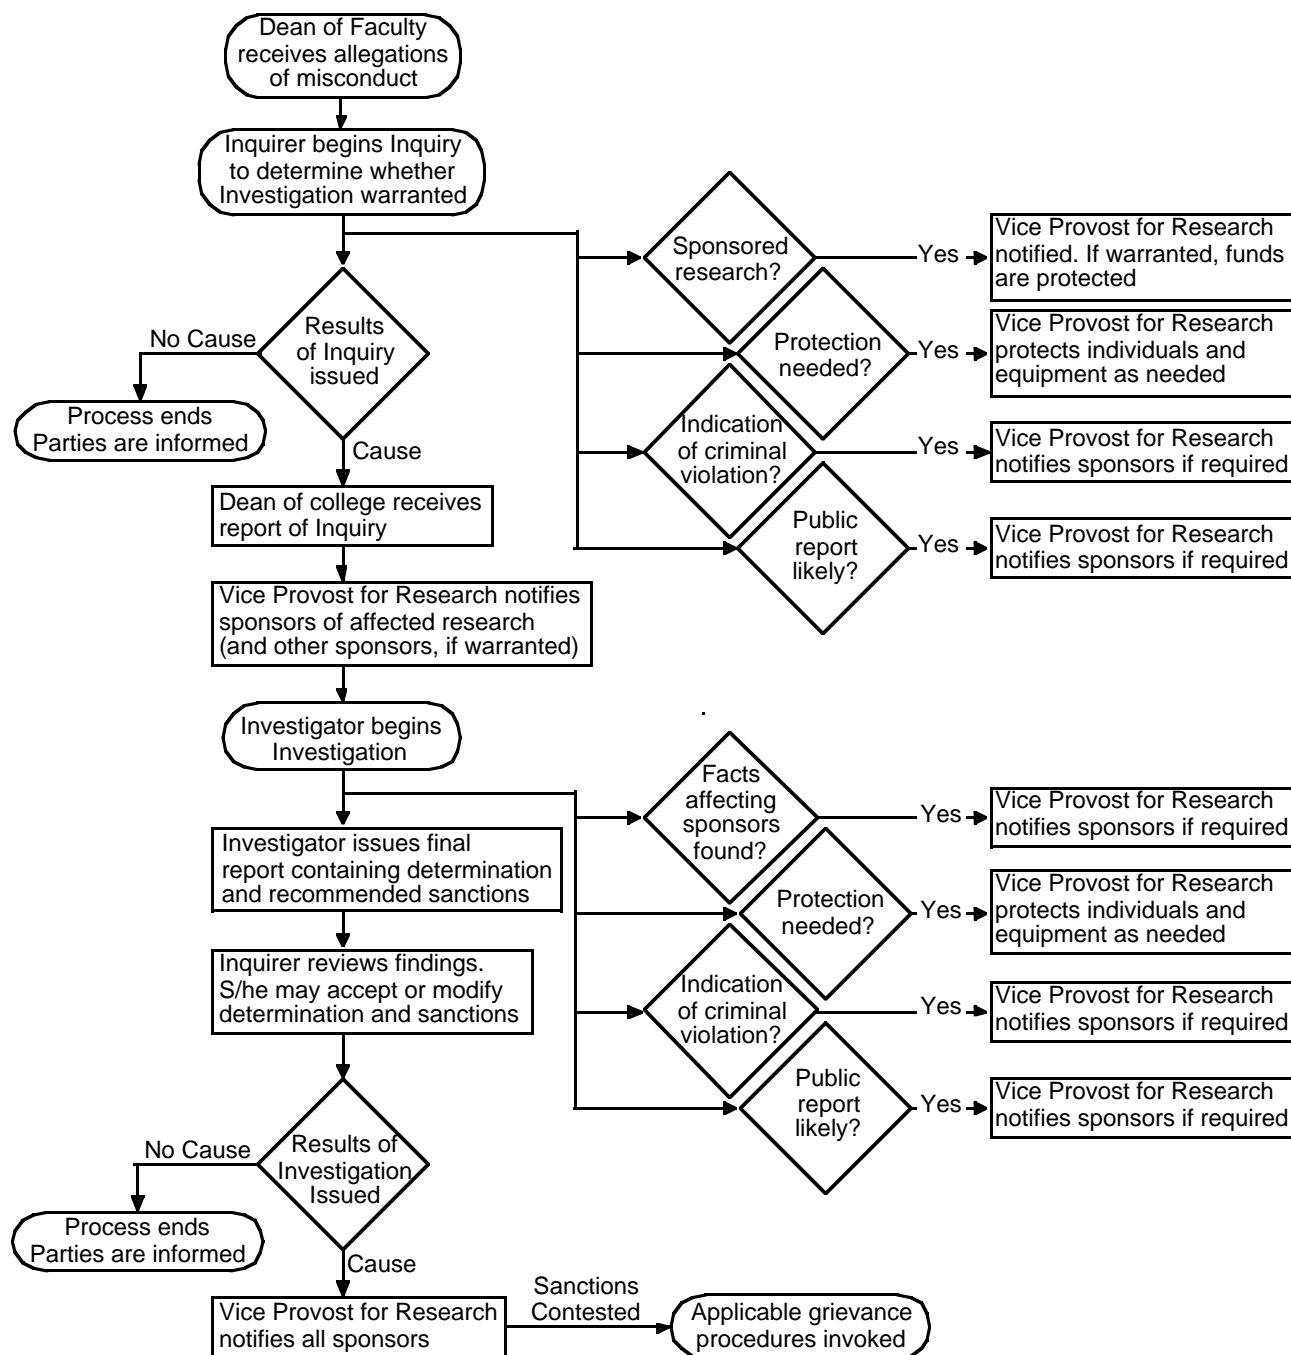 Dean of Faculty
receives allegations
of misconduct
Inquirer begins Inquiry
to determine whether
Investigation warranted
Sponsored
research?
Yes
Vice Provost for Research
notified. If warranted, funds
are protected
Results
of Inquiry
issued
No Cause
Process ends
Parties are informed
Protection
needed?
Yes
Vice Provost for Research
protects individuals and
equipment as needed
Cause
Indication
of criminal
violation?
Yes
Vice Provost for Research
notifies sponsors if required
Dean of college receives
report of Inquiry
Public
report
likely?
Yes
Vice Provost for Research
notifies sponsors if required
Vice Provost for Research notifies
sponsors of affected research
(and other sponsors, if warranted)
Investigator begins
Investigation
Facts
affecting
sponsors
found?
Yes
Vice Provost for Research
notifies sponsors if required
Investigator issues final
report containing determination
and recommended sanctions
Protection
needed?
Yes
Vice Provost for Research
protects individuals and
equipment as needed
Inquirer reviews findings.
S/he may accept or modify
determination and sanctions
Indication
of criminal
violation?
Yes
Vice Provost for Research
notifies sponsors if required
Public
report
likely?
Yes
Vice Provost for Research
notifies sponsors if required
Results of
Investigation
Issued
No Cause
Process ends
Parties are informed
Cause
Vice Provost for Research
notifies all sponsors
Sanctions
Contested
Applicable grievance
procedures invoked